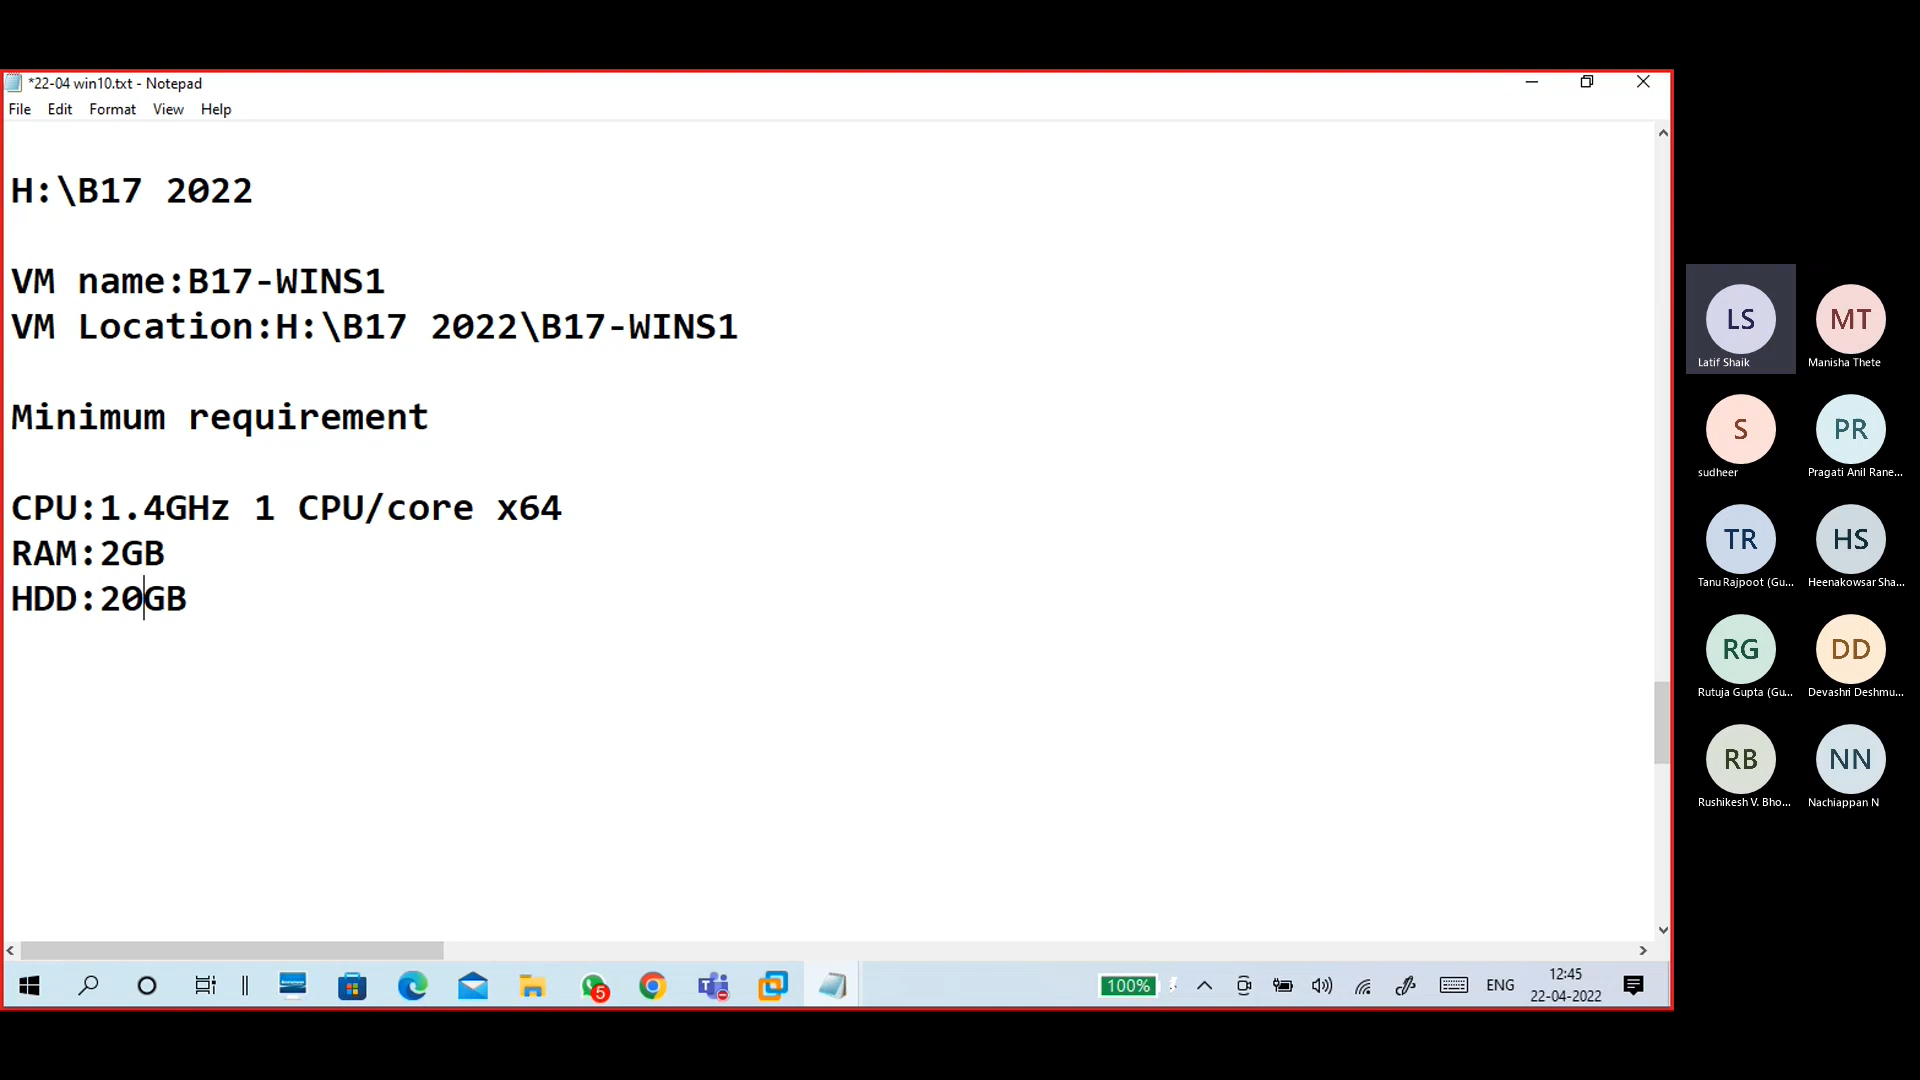 *22-04 win10.txt - Notepad
File Edit Format View Help
H:\B17 2022
VM name:B17-WINS1
VM Location:H:\B17 2022\B17-WINS1
Minimum requirement
CPU:1.4GHz 1 CPU/core x64
RAM:2GB
HDD:20GB
LS MT
Latif Shaik Manisha Thete
S PR
sudheer Pragati Anil Rane...
TR HS
Tanu Rajpoot (Gu... Heenakowsar Sha...
RG DD
Rutuja Gupta (Gu... Devashri Deshmu...
RB NN
Rushikesh V. Bho... Nachiappan N
5 100% ENG 12:45
22-04-2022